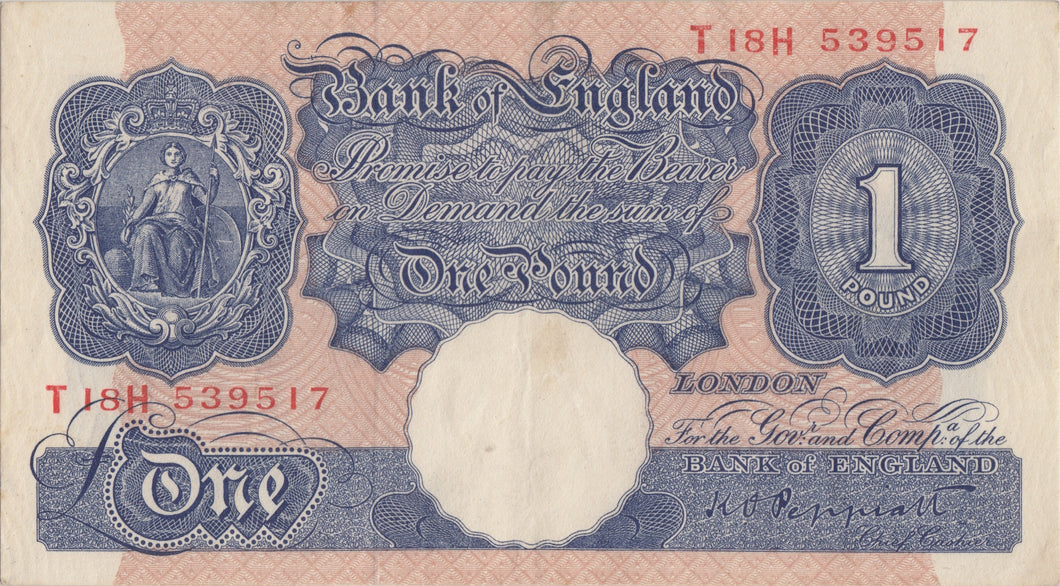 T 18H 539517
Bank of England
Promise to pay the Bearer
on Demand the sum of
One Pound
1
POUND
T 18H 539517
LONDON
For the Govr. and Compa. of the
BANK of ENGLAND
One
K O Peppiatt
Chief Cashier